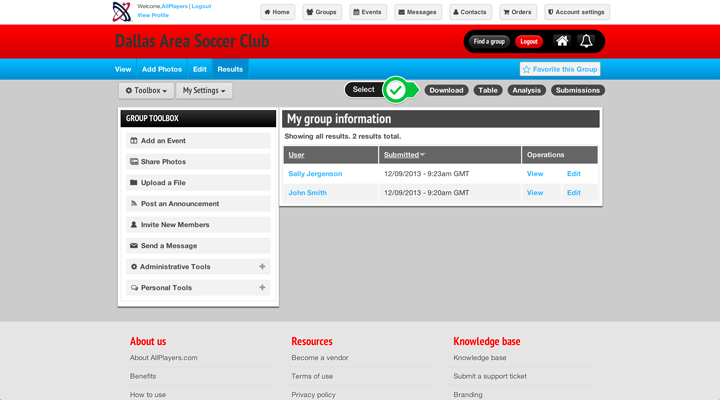 Welcome,AllPlayers | Logout
View Profile
Home
Groups
Events
Messages
Contacts
Orders
Account settings
Dallas Area Soccer Club
Find a group
Logout
View
Add Photos
Edit
Results
Favorite this Group
Toolbox
My Settings
Select
Download
Table
Analysis
Submissions
GROUP TOOLBOX
Add an Event
Share Photos
Upload a File
Post an Announcement
Invite New Members
Send a Message
Administrative Tools
Personal Tools
My group information
Showing all results. 2 results total.
User Submitted Operations
Sally Jergenson 12/09/2013 - 9:23am GMT View Edit
John Smith 12/09/2013 - 9:20am GMT View Edit
About us
About AllPlayers.com
Benefits
How to use
Resources
Become a vendor
Terms of use
Privacy policy
Knowledge base
Knowledge base
Submit a support ticket
Branding